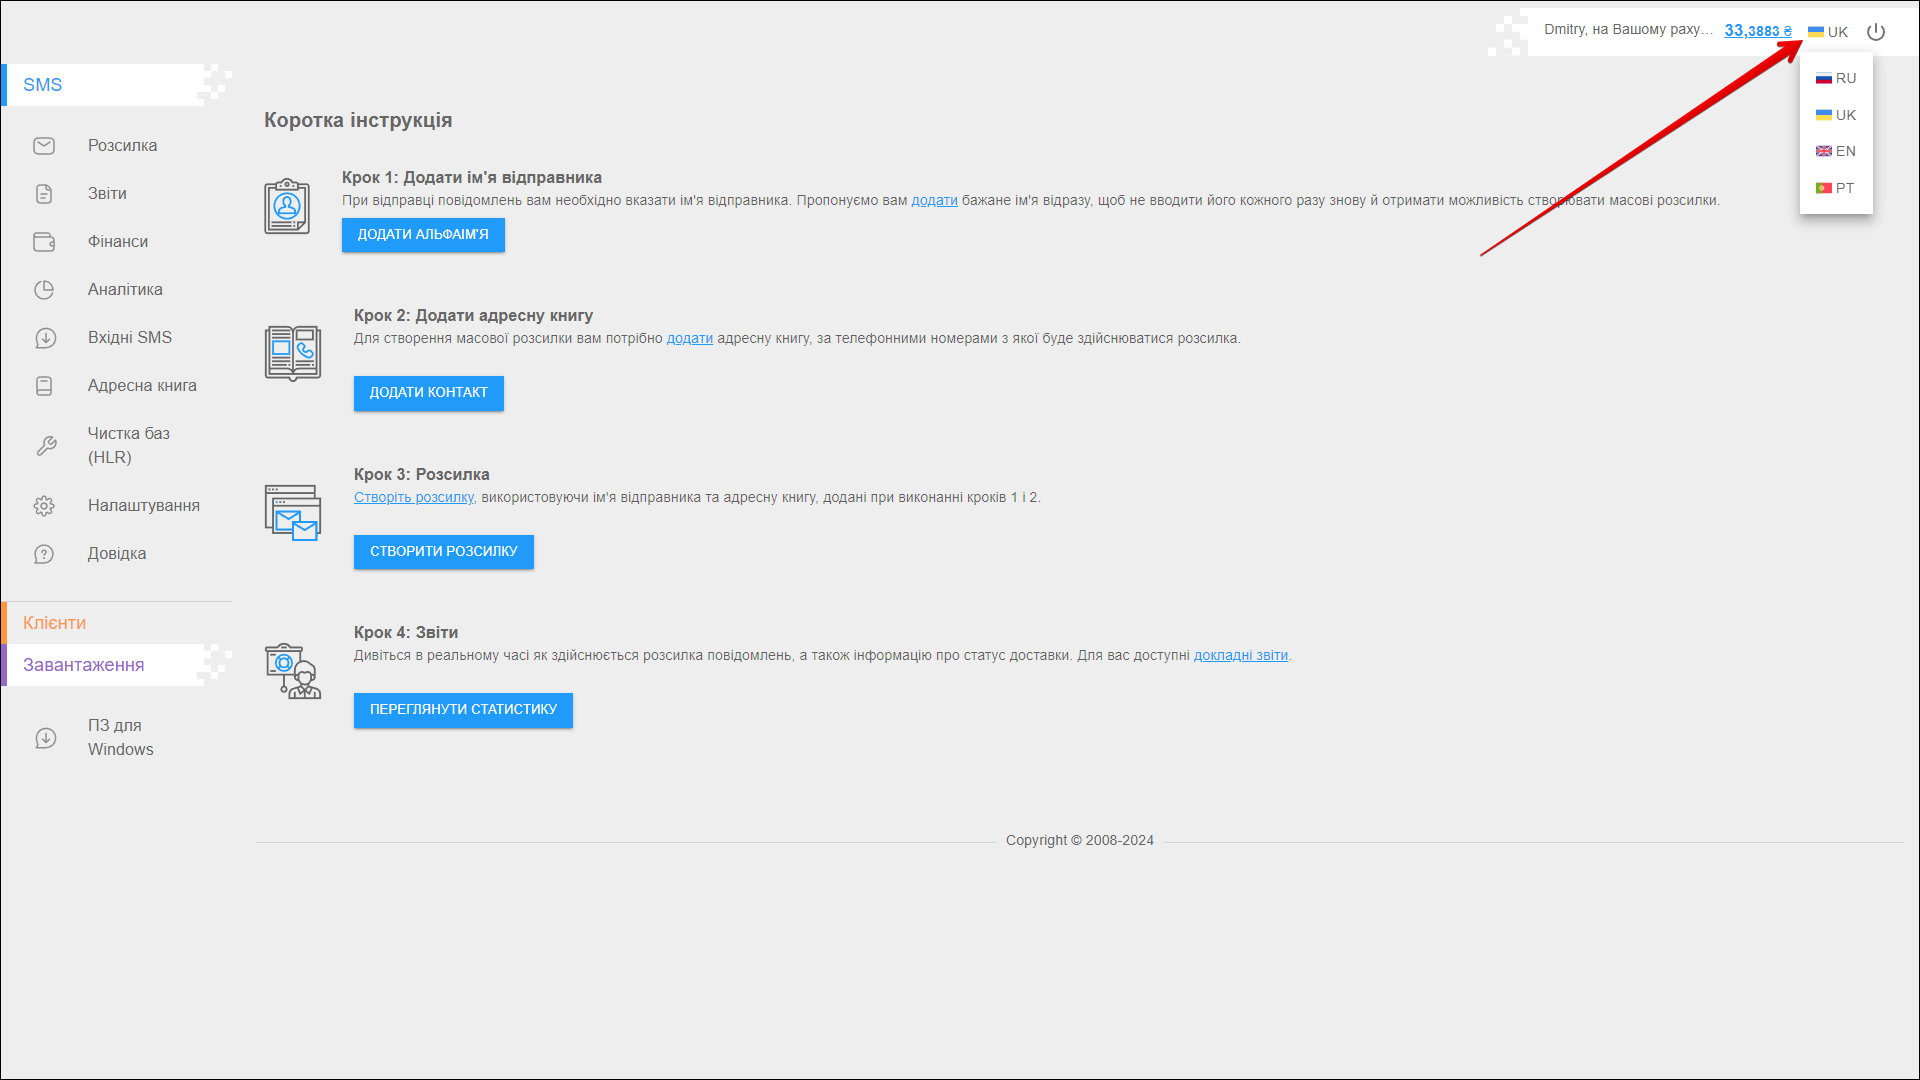 Dmitry, на Вашому раху...
33,3883 ₴
UK
RU
UK
EN
PT
SMS
Розсилка
Звіти
Фінанси
Аналітика
Вхідні SMS
Адресна книга
Чистка баз
(HLR)
Налаштування
Довідка
Клієнти
Завантаження
ПЗ для
Windows
Коротка інструкція
Крок 1: Додати ім'я відправника
При відправці повідомлень вам необхідно вказати ім'я відправника. Пропонуємо вам додати бажане ім'я відразу, щоб не вводити його кожного разу знову й отримати можливість створювати масові розсилки.
ДОДАТИ АЛЬФАІМ'Я
Крок 2: Додати адресну книгу
Для створення масової розсилки вам потрібно додати адресну книгу, за телефонними номерами з якої буде здійснюватися розсилка.
ДОДАТИ КОНТАКТ
Крок 3: Розсилка
Створіть розсилку, використовуючи ім'я відправника та адресну книгу, додані при виконанні кроків 1 і 2.
СТВОРИТИ РОЗСИЛКУ
Крок 4: Звіти
Дивіться в реальному часі як здійснюється розсилка повідомлень, а також інформацію про статус доставки. Для вас доступні докладні звіти.
ПЕРЕГЛЯНУТИ СТАТИСТИКУ
Copyright © 2008-2024